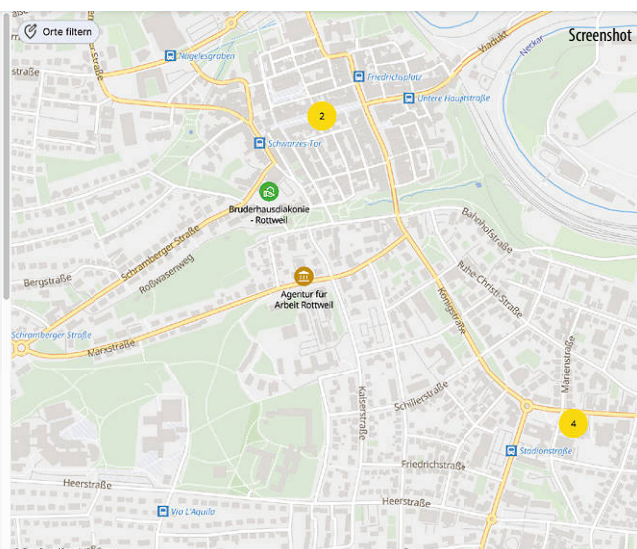 Orte filtern
Screenshot
Viadukt
Neckar
Nägelesgraben
straße
Friedrichsplatz
Untere Hauptstraße
2
Schwarzes Tor
Bruderhausdiakonie
- Rottweil
Bahnhofstraße
Schramberger Straße
Roßwasenweg
Ruhe-Christi-Straße
Bergstraße
Agentur für
Arbeit Rottweil
Königstraße
Schramberger Straße
Marxstraße
Marienstraße
Kaiserstraße
Schillerstraße
4
Stadionstraße
Friedrichstraße
Heerstraße
Heerstraße
Via L'Aquila